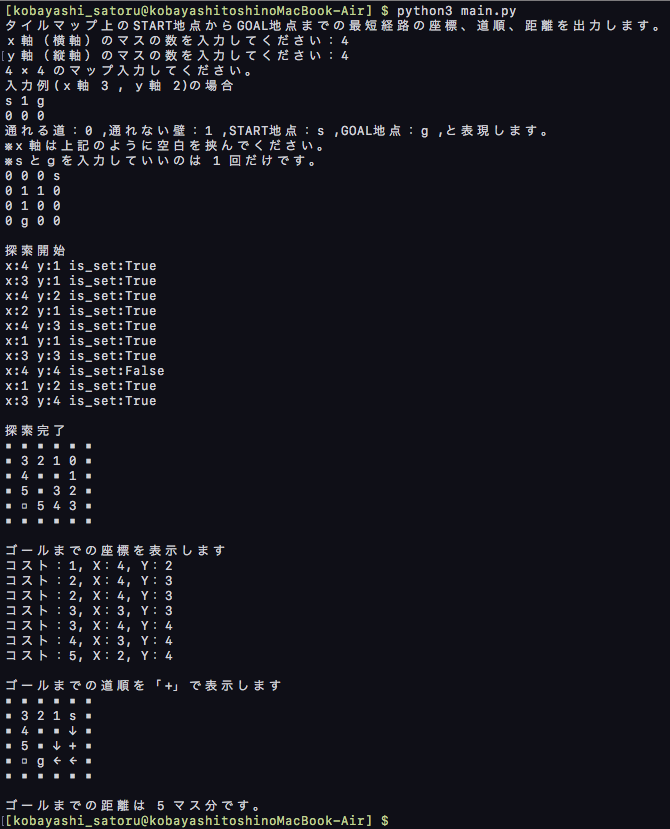 [kobayashi_satoru@kobayashitoshinoMacBook-Air] $ python3 main.py
タイルマップ上のSTART地点からGOAL地点までの最短経路の座標、道順、距離を出力します。
x軸（横軸）のマスの数を入力してください：4
y軸（縦軸）のマスの数を入力してください：4
4 × 4 のマップ入力してください。
入力例(x軸 3 , y軸 2)の場合
s 1 g
0 0 0
通れる道：0 ,通れない壁：1 ,START地点：s ,GOAL地点：g ,と表現します。
※x軸は上記のように空白を挟んでください。
※sとgを入力していいのは 1 回だけです。
0 0 0 s
0 1 1 0
0 1 0 0
0 g 0 0
探索開始
x:4 y:1 is_set:True
x:3 y:1 is_set:True
x:4 y:2 is_set:True
x:2 y:1 is_set:True
x:4 y:3 is_set:True
x:1 y:1 is_set:True
x:3 y:3 is_set:True
x:4 y:4 is_set:False
x:1 y:2 is_set:True
x:3 y:4 is_set:True
探索完了
▪ ▪ ▪ ▪ ▪ ▪
▪ 3 2 1 0 ▪
▪ 4 ▪ ▪ 1 ▪
▪ 5 ▪ 3 2 ▪
▪ ▫ 5 4 3 ▪
▪ ▪ ▪ ▪ ▪ ▪
ゴールまでの座標を表示します
コスト：1, X：4, Y：2
コスト：2, X：4, Y：3
コスト：2, X：4, Y：3
コスト：3, X：3, Y：3
コスト：3, X：4, Y：4
コスト：4, X：3, Y：4
コスト：5, X：2, Y：4
ゴールまでの道順を「+」で表示します
▪ ▪ ▪ ▪ ▪ ▪
▪ 3 2 1 s ▪
▪ 4 ▪ ▪ ↓ ▪
▪ 5 ▪ ↓ + ▪
▪ ▫ g ← ← ▪
▪ ▪ ▪ ▪ ▪ ▪
ゴールまでの距離は 5 マス分です。
[kobayashi_satoru@kobayashitoshinoMacBook-Air] $